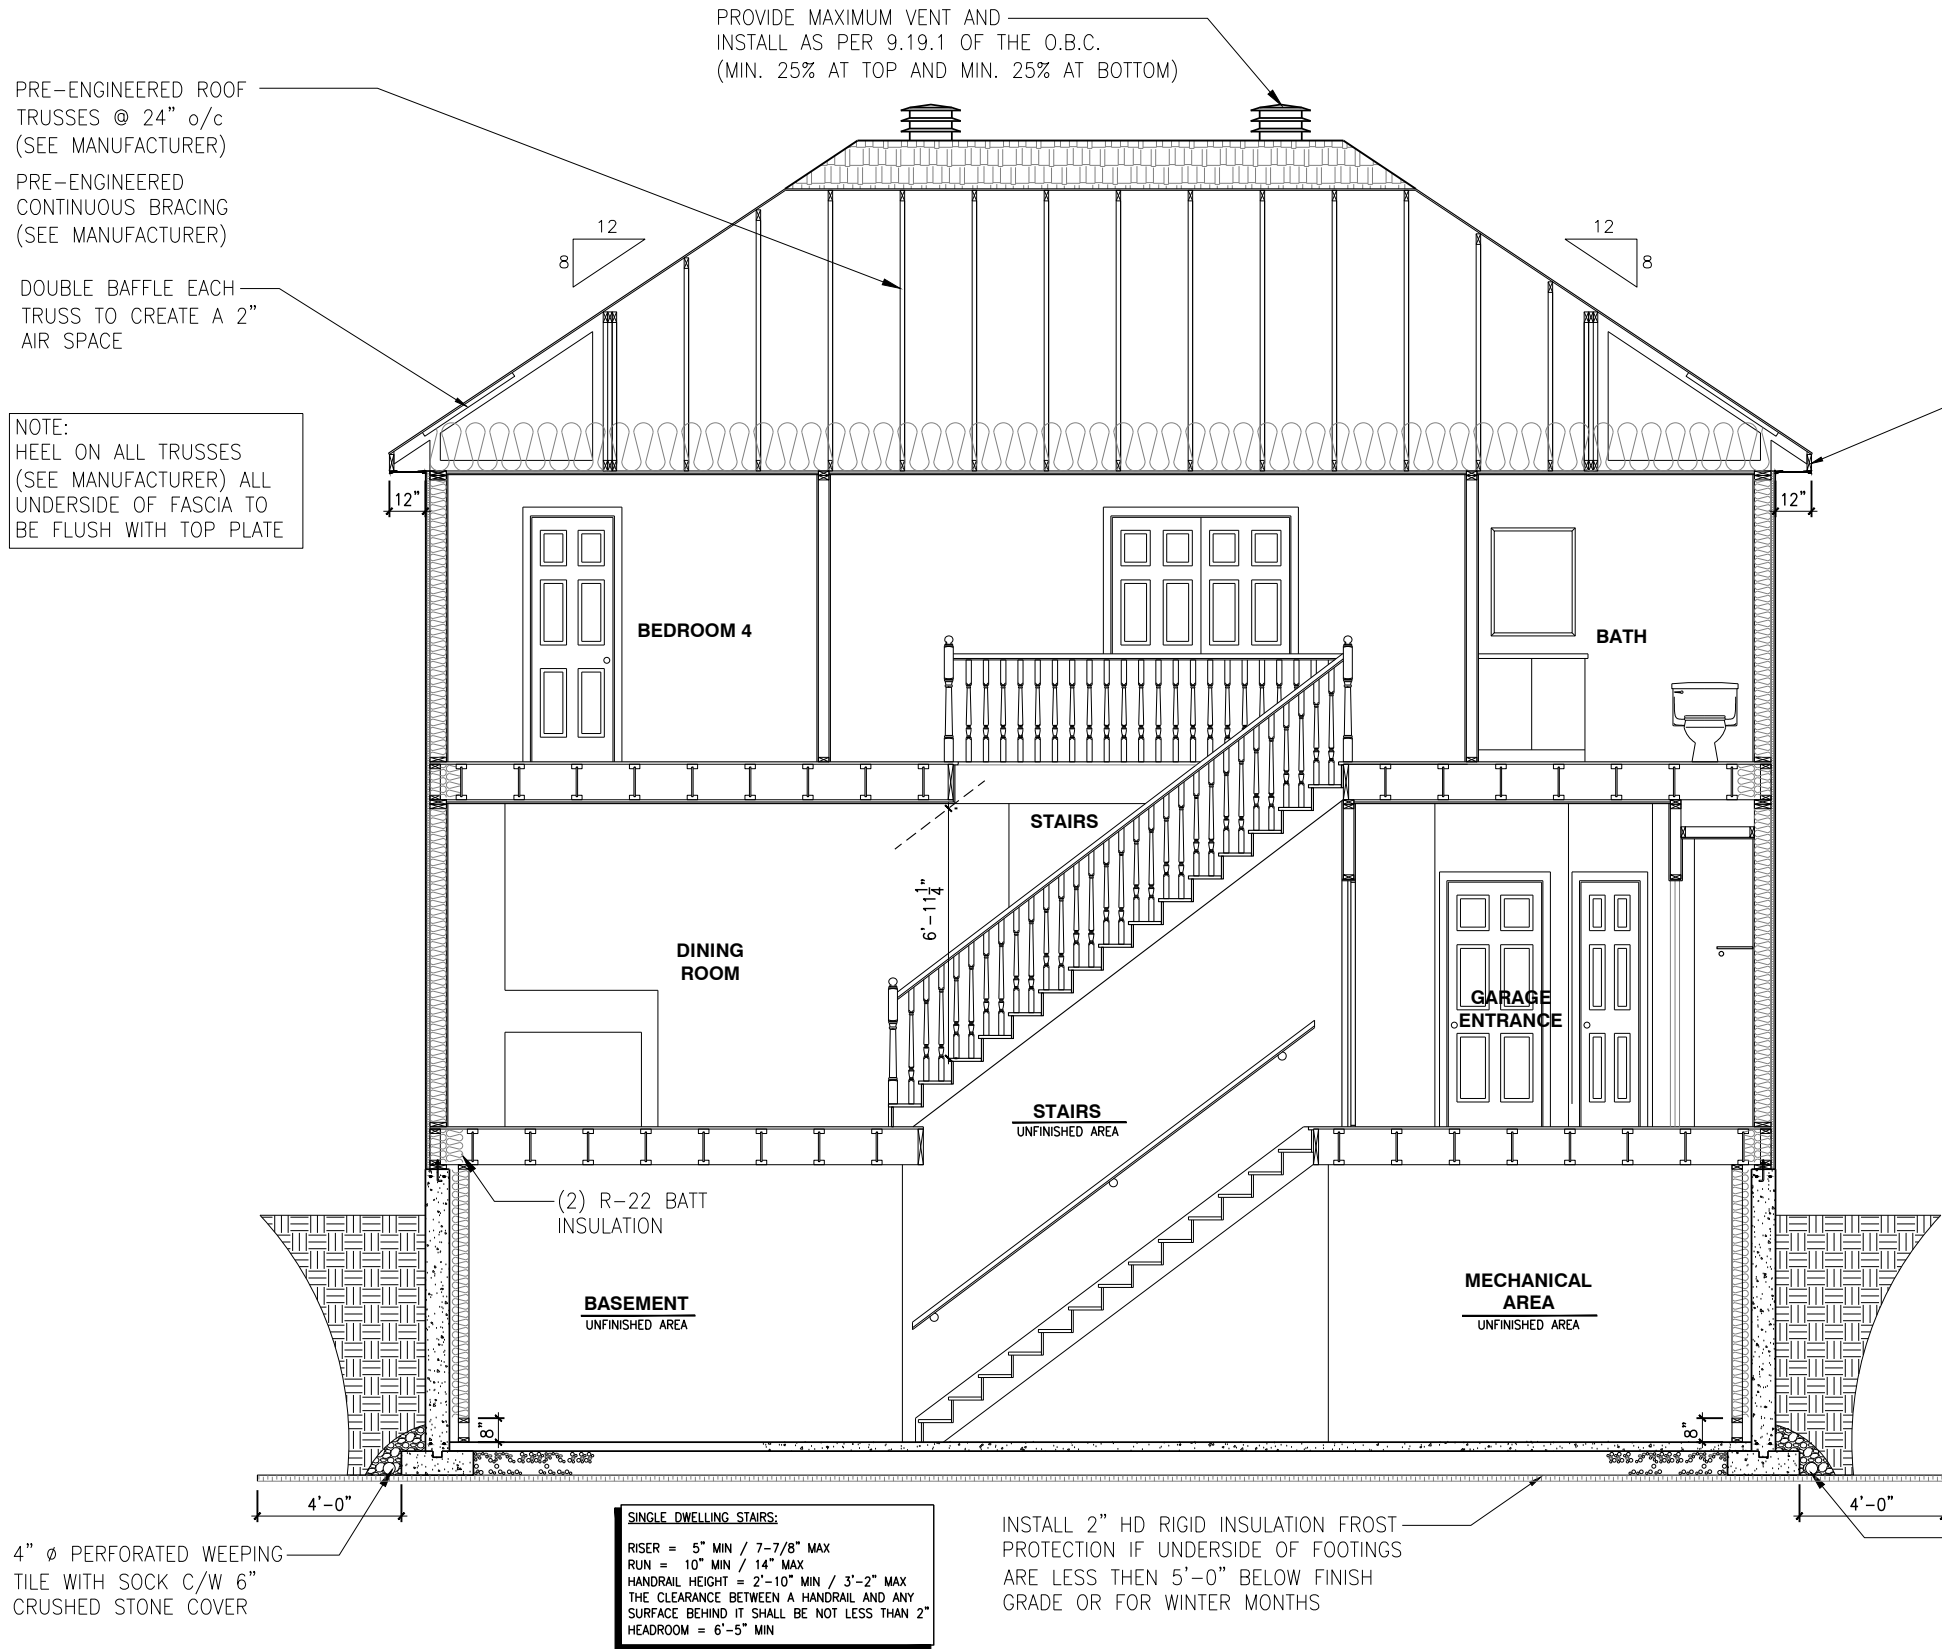 PROVIDE MAXIMUM VENT AND
INSTALL AS PER 9.19.1 OF THE O.B.C.
(MIN. 25% AT TOP AND MIN. 25% AT BOTTOM)
PRE-ENGINEERED ROOF
TRUSSES @ 24" o/c
(SEE MANUFACTURER)
PRE-ENGINEERED
CONTINUOUS BRACING
(SEE MANUFACTURER)
12
8
12
8
DOUBLE BAFFLE EACH
TRUSS TO CREATE A 2"
AIR SPACE
NOTE:
HEEL ON ALL TRUSSES
(SEE MANUFACTURER) ALL
UNDERSIDE OF FASCIA TO
BE FLUSH WITH TOP PLATE
12"
12"
BEDROOM 4
BATH
STAIRS
6'-11 1/4"
DINING
ROOM
GARAGE
ENTRANCE
STAIRS
UNFINISHED AREA
(2) R-22 BATT
INSULATION
BASEMENT
UNFINISHED AREA
MECHANICAL
AREA
UNFINISHED AREA
8"
8"
4'-0"
4'-0"
4" ø PERFORATED WEEPING
TILE WITH SOCK C/W 6"
CRUSHED STONE COVER
SINGLE DWELLING STAIRS:
RISER = 5" MIN / 7-7/8" MAX
RUN = 10" MIN / 14" MAX
HANDRAIL HEIGHT = 2'-10" MIN / 3'-2" MAX
THE CLEARANCE BETWEEN A HANDRAIL AND ANY
SURFACE BEHIND IT SHALL BE NOT LESS THAN 2"
HEADROOM = 6'-5" MIN
INSTALL 2" HD RIGID INSULATION FROST
PROTECTION IF UNDERSIDE OF FOOTINGS
ARE LESS THEN 5'-0" BELOW FINISH
GRADE OR FOR WINTER MONTHS